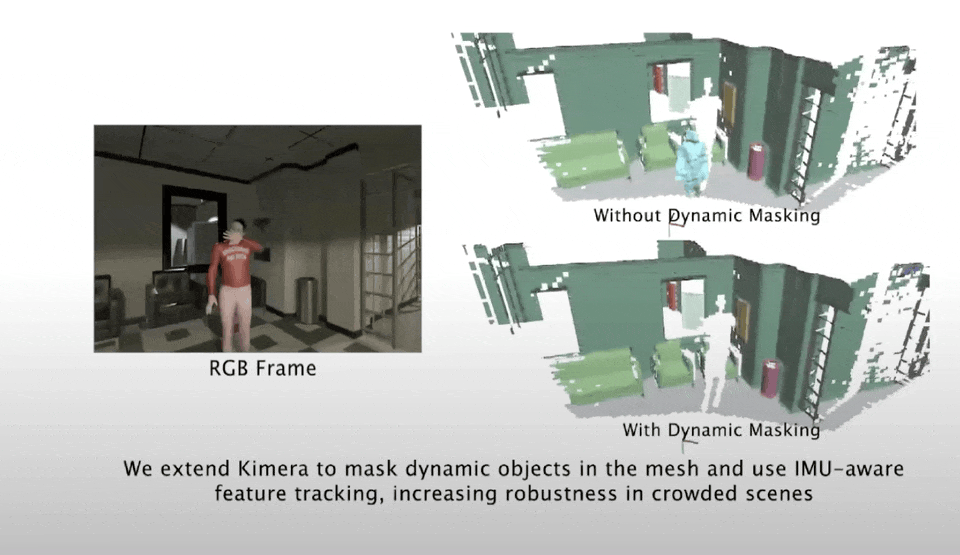 Without Dynamic Masking
RGB Frame
With Dynamic Masking
We extend Kimera to mask dynamic objects in the mesh and use IMU-aware
feature tracking, increasing robustness in crowded scenes